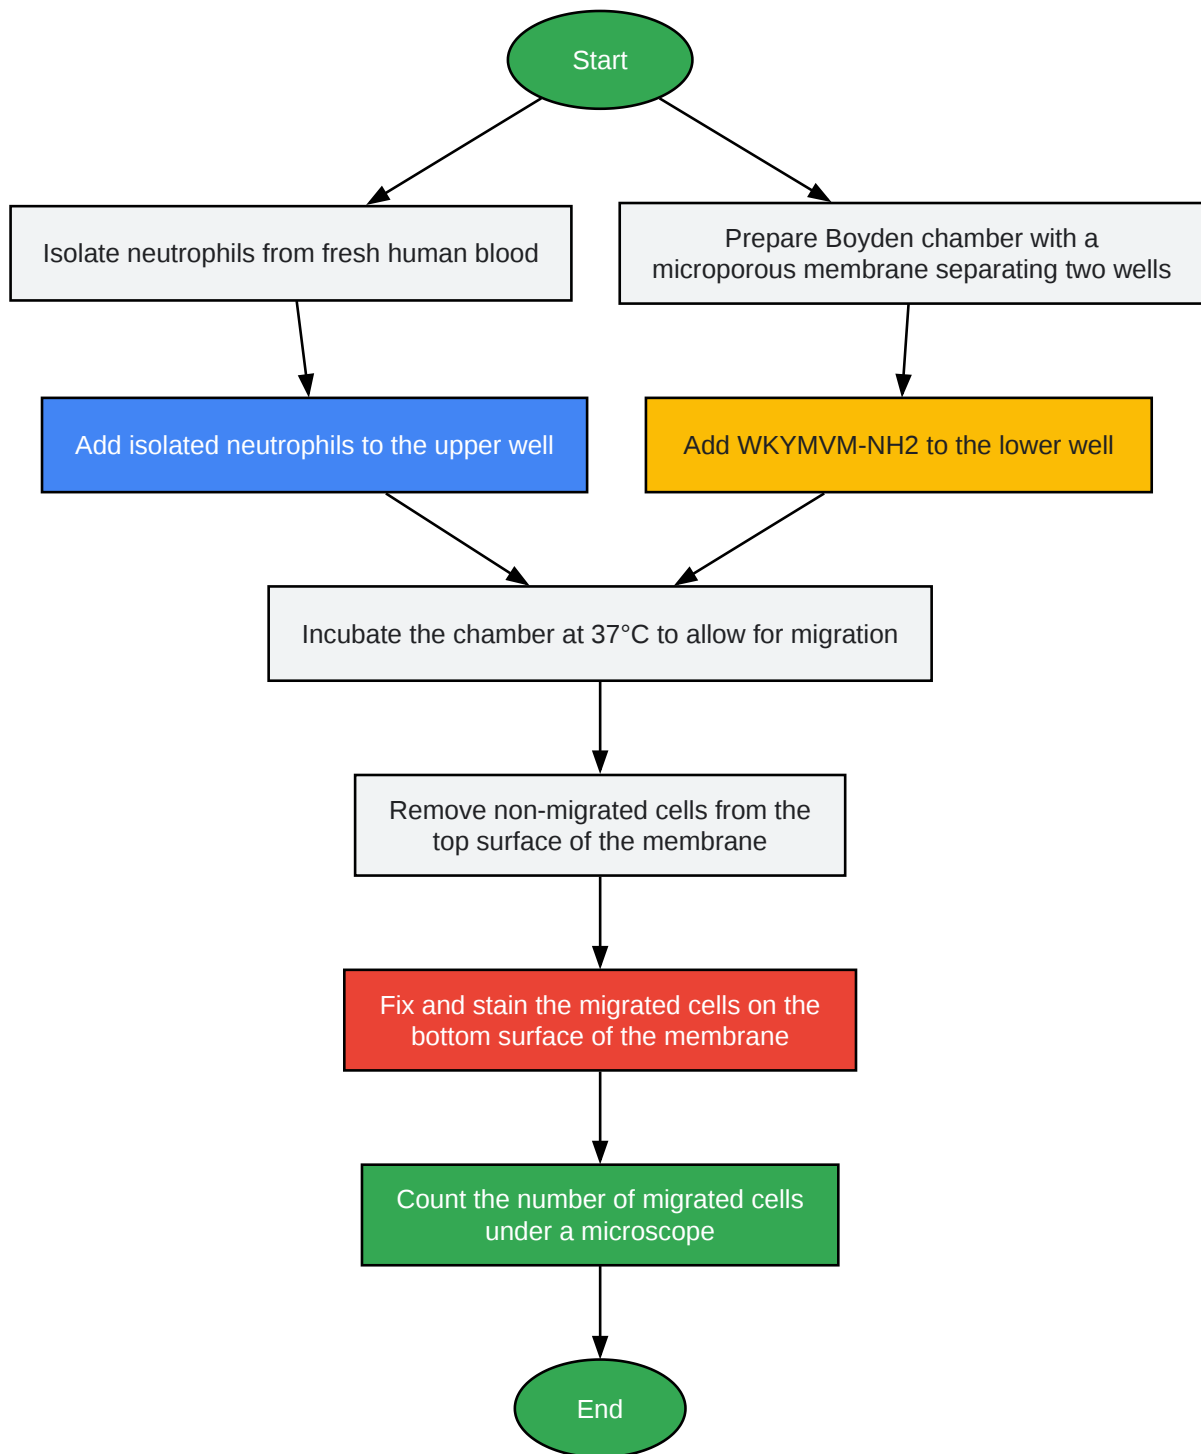 Start
Isolate neutrophils from fresh human blood
Prepare Boyden chamber with a
microporous membrane separating two wells
Add isolated neutrophils to the upper well
Add WKYMVM-NH2 to the lower well
Incubate the chamber at 37°C to allow for migration
Remove non-migrated cells from the
top surface of the membrane
Fix and stain the migrated cells on the
bottom surface of the membrane
Count the number of migrated cells
under a microscope
End